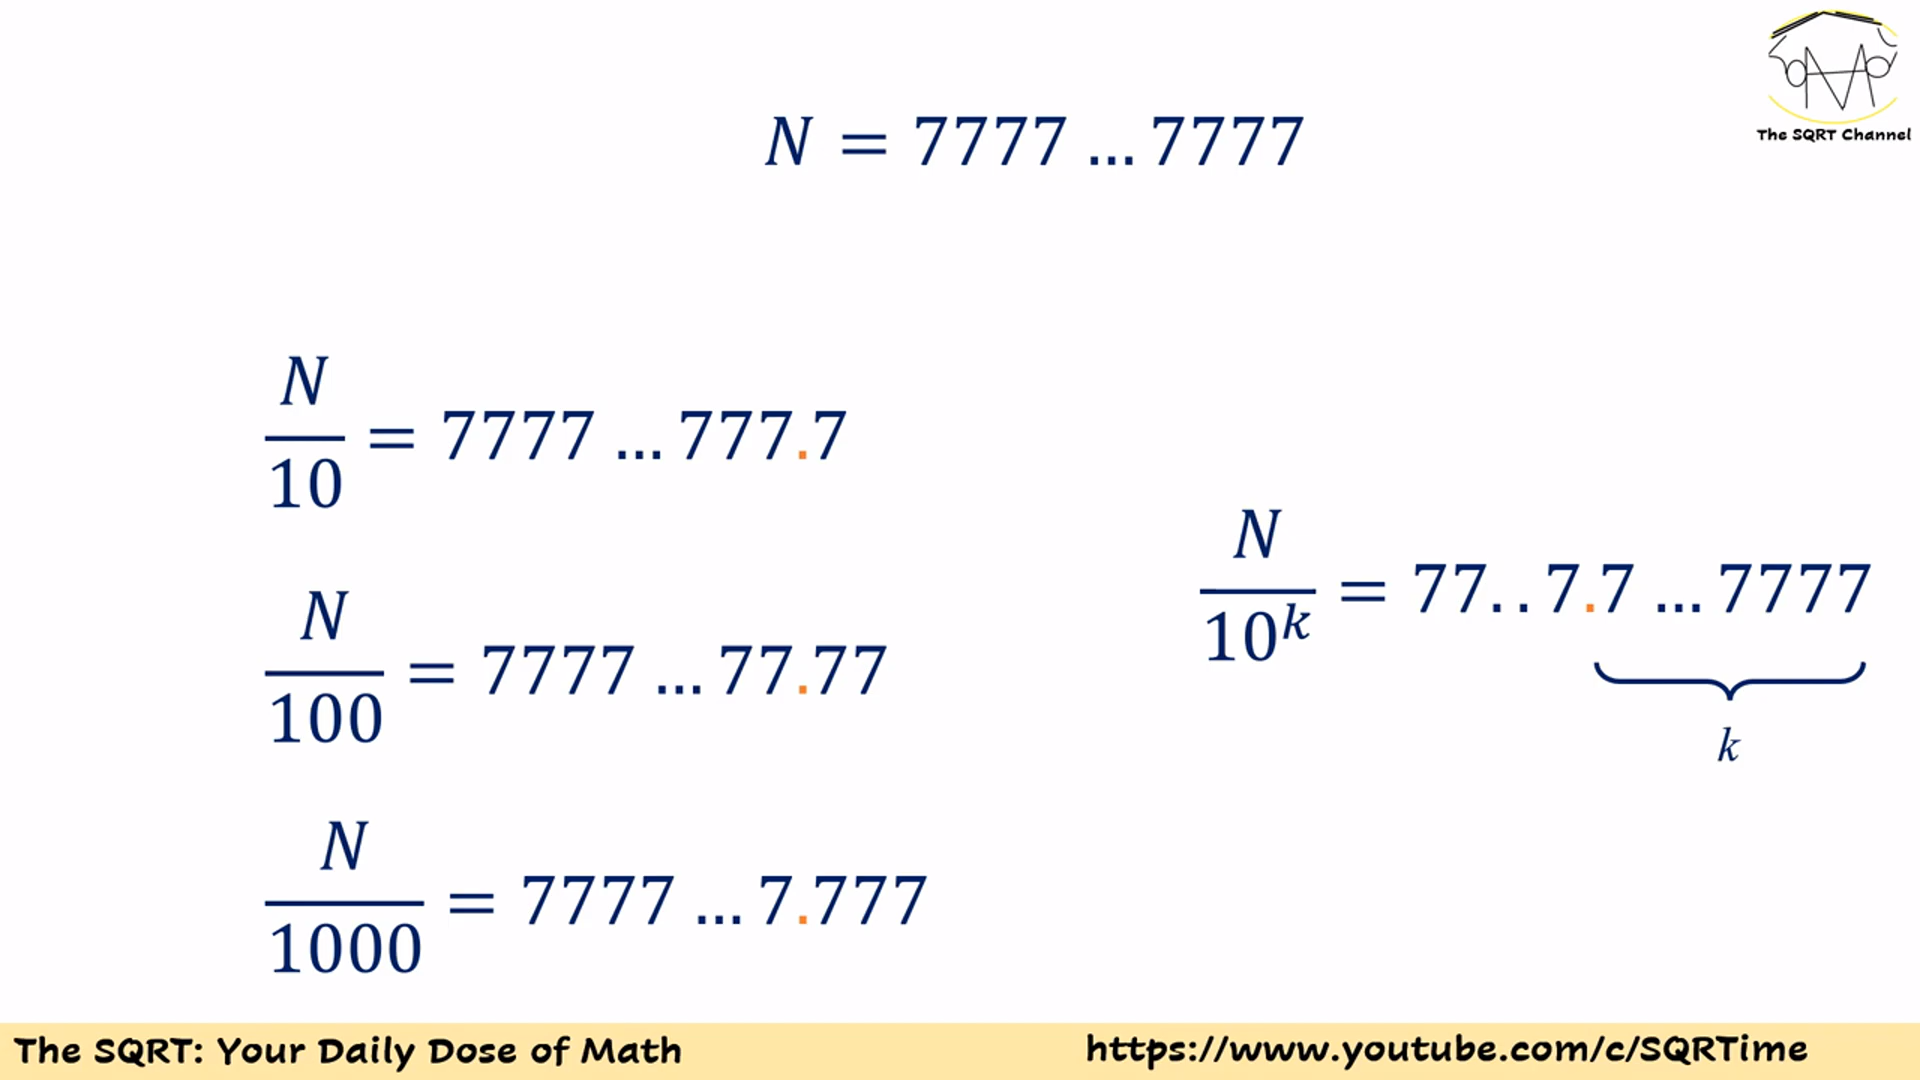 The SQRT Channel
N = 7777 ... 7777
N/10 = 7777 ... 777.7
N/100 = 7777 ... 77.77
N/1000 = 7777 ... 7.777
N/10^k = 77. . 7.7 ... 7777
k
The SQRT: Your Daily Dose of Math
https://www.youtube.com/c/SQRTime